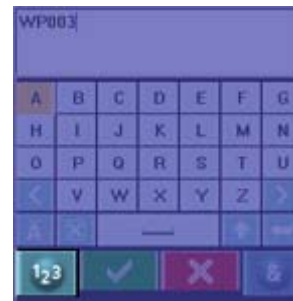 WP003
A B C D E F G
H I J K L M N
O P Q R S T U
< V W X Y Z >
123 &